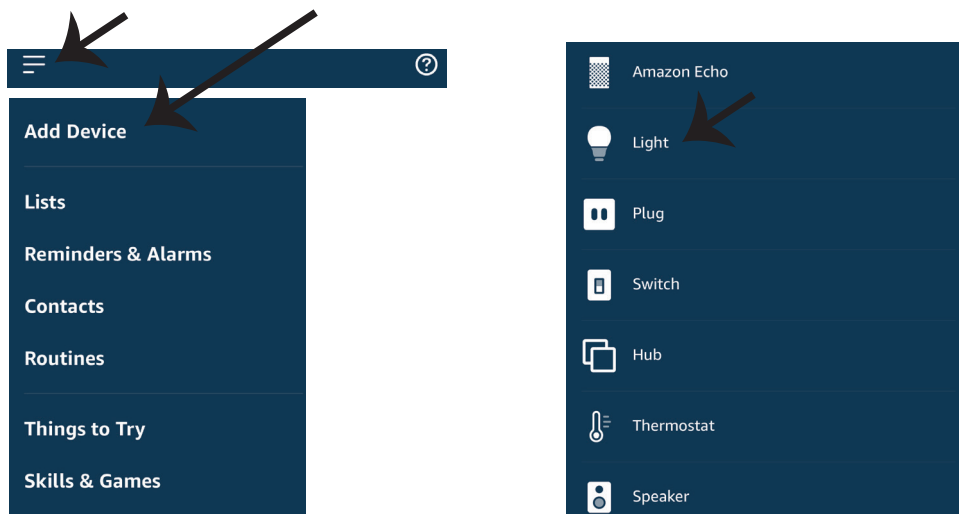 ?
Add Device
Lists
Reminders & Alarms
Contacts
Routines
Things to Try
Skills & Games
Amazon Echo
Light
Plug
Switch
Hub
Thermostat
Speaker